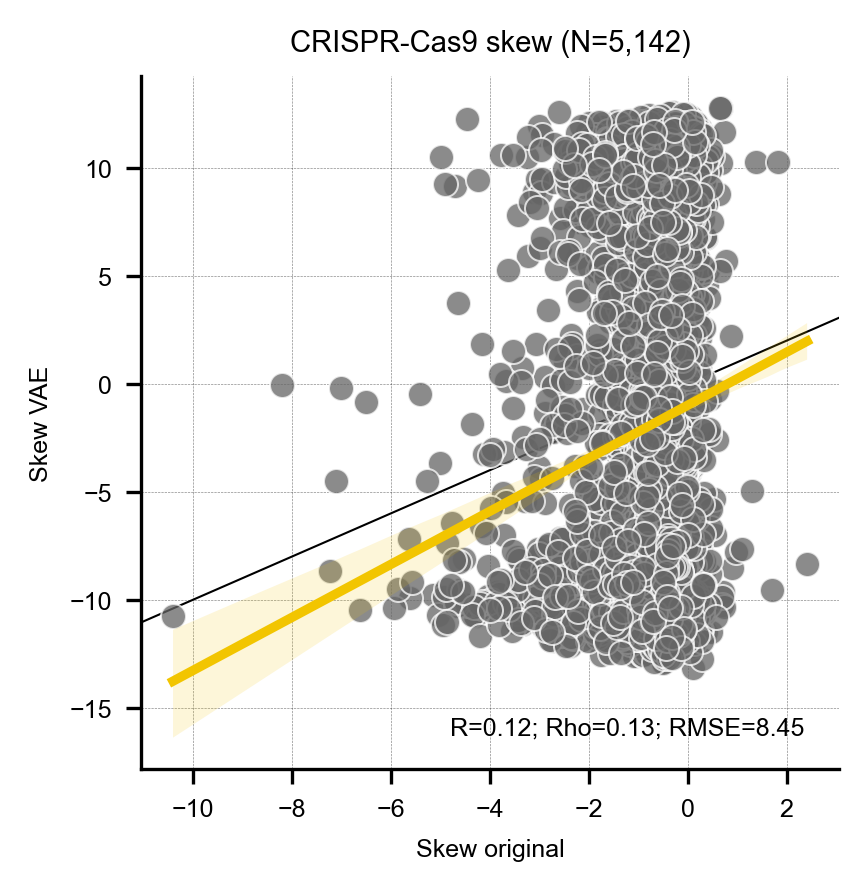 CRISPR-Cas9 skew (N=5,142)
Skew VAE
10
5
0
−5
−10
−15
R=0.12; Rho=0.13; RMSE=8.45
−10 −8 −6 −4 −2 0 2
Skew original